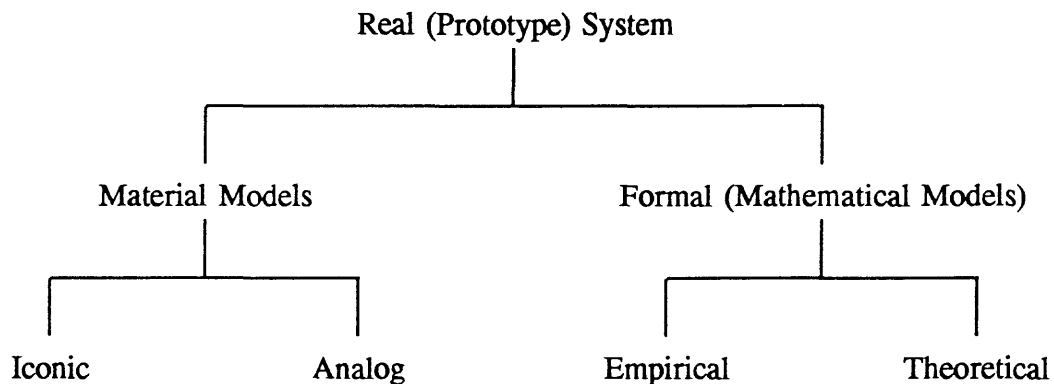 Real (Prototype) System
Material Models
Formal (Mathematical Models)
Iconic
Analog
Empirical
Theoretical